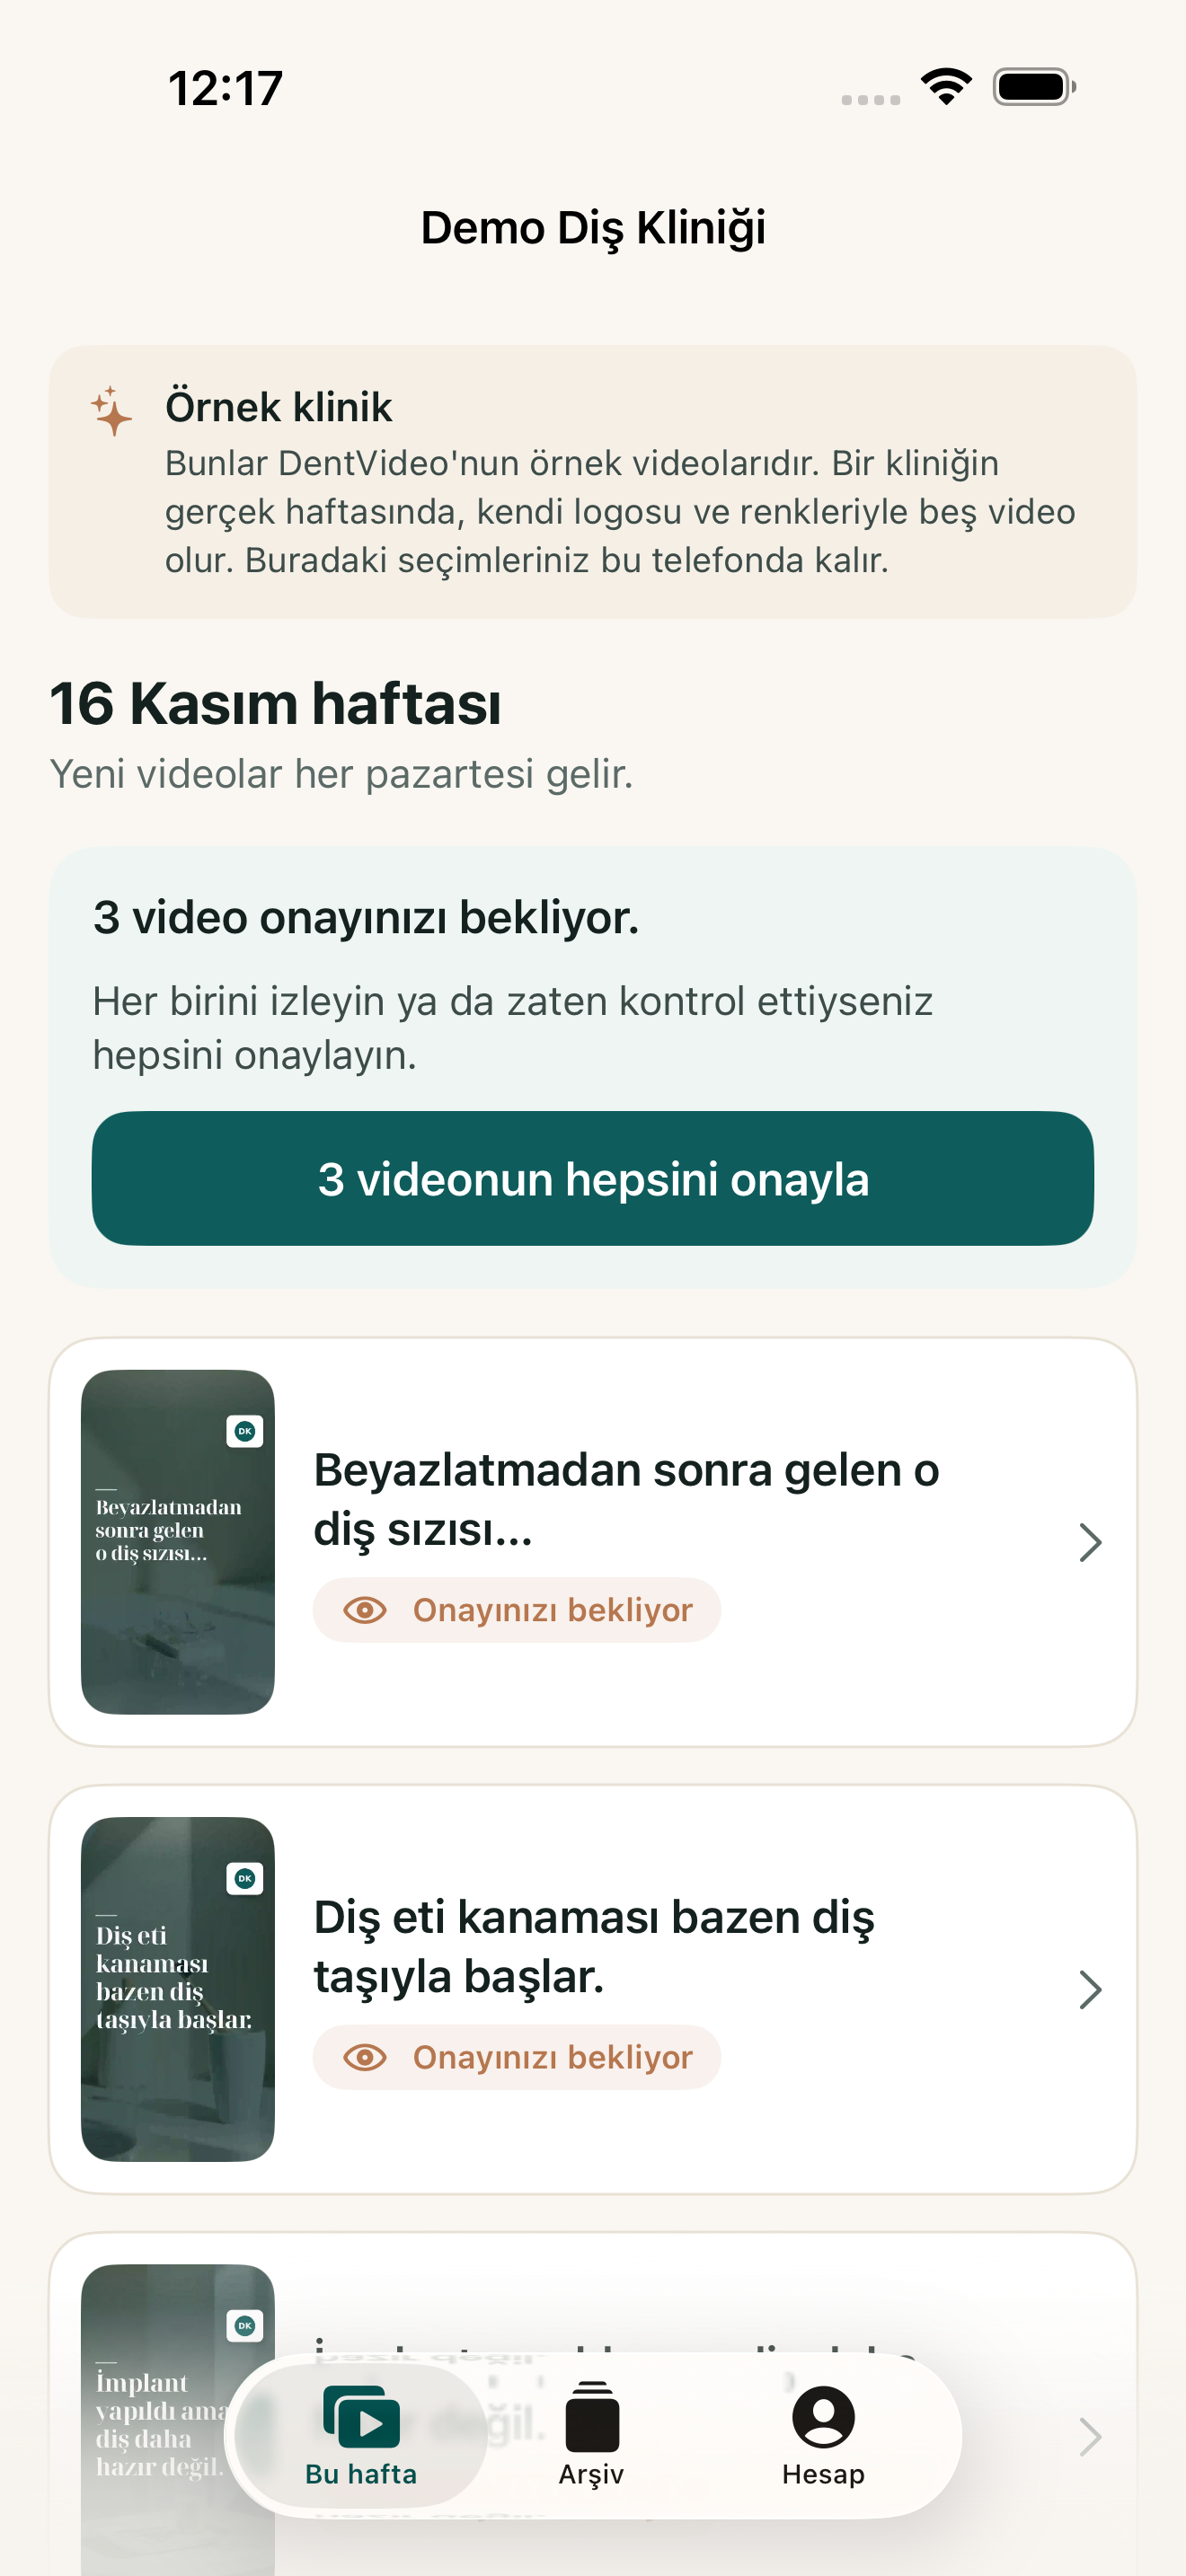 12:17
Demo Diş Kliniği
Örnek klinik
Bunlar DentVideo'nun örnek videolarıdır. Bir kliniğin
gerçek haftasında, kendi logosu ve renkleriyle beş video
olur. Buradaki seçimleriniz bu telefonda kalır.
16 Kasım haftası
Yeni videolar her pazartesi gelir.
3 video onayınızı bekliyor.
Her birini izleyin ya da zaten kontrol ettiyseniz
hepsini onaylayın.
3 videonun hepsini onayla
DK
Beyazlatmadan
sonra gelen
o diş sızısı...
Beyazlatmadan sonra gelen o
diş sızısı...
Onayınızı bekliyor
DK
Diş eti
kanaması
bazen diş
taşıyla başlar.
Diş eti kanaması bazen diş
taşıyla başlar.
Onayınızı bekliyor
DK
İmplant
yapıldı ama
diş daha
hazır değil.
Bu hafta
Arşiv
Hesap